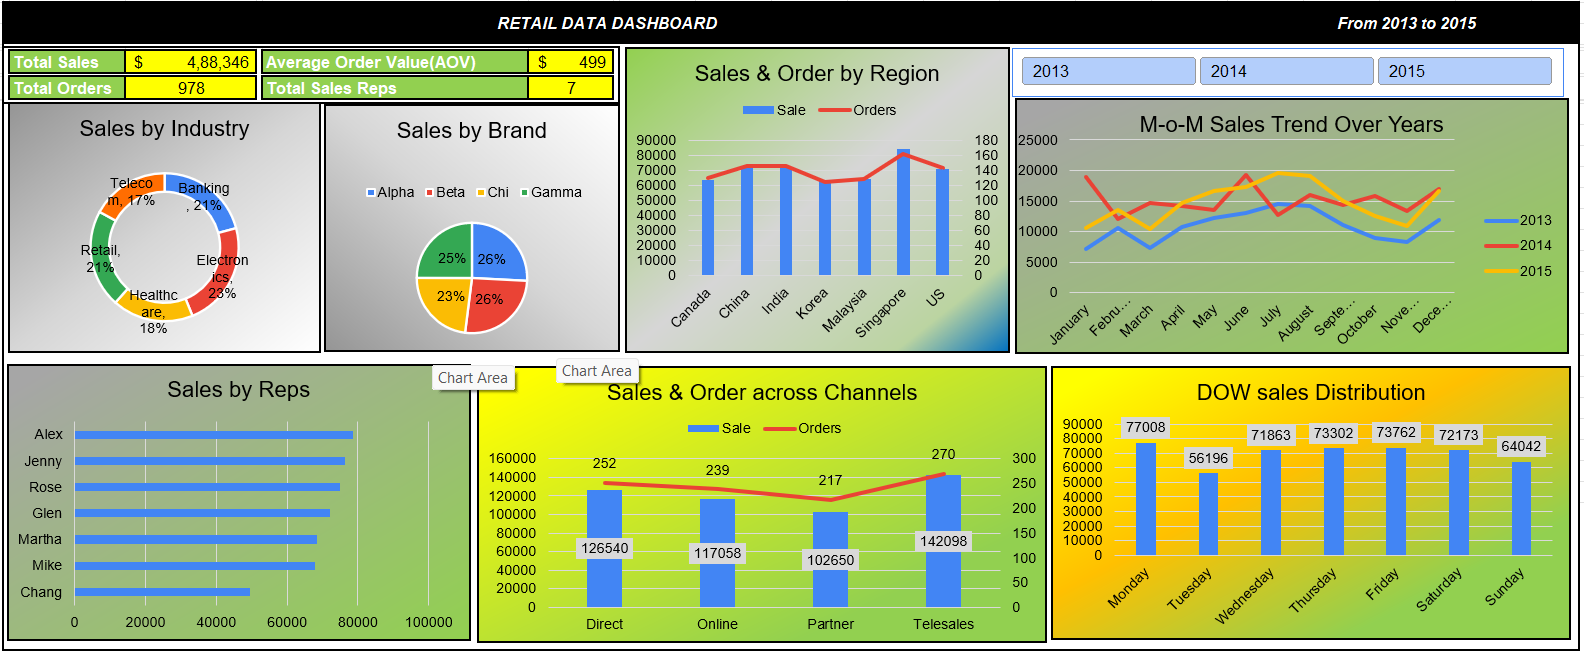 RETAIL DATA DASHBOARD
From 2013 to 2015
Total Sales $ 4,88,346
Average Order Value(AOV) $ 499
Total Orders 978
Total Sales Reps 7
2013 2014 2015
Sales by Industry
Teleco
m, 17%
Banking
, 21%
Retail,
21%
Electron
ics,
23%
Healthc
are,
18%
Sales by Brand
Alpha Beta Chi Gamma
25% 26%
23% 26%
Sales & Order by Region
Sale Orders
90000 180
80000 160
70000 140
60000 120
50000 100
40000 80
30000 60
20000 40
10000 20
0 0
Canada China India Korea Malaysia Singapore US
M-o-M Sales Trend Over Years
25000
20000
15000
10000
5000
0
2013
2014
2015
January Febru... March April May June July August Septe... October Nove... Dece...
Sales by Reps
Alex
Jenny
Rose
Glen
Martha
Mike
Chang
0 20000 40000 60000 80000 100000
Chart Area
Chart Area
Sales & Order across Channels
Sale Orders
160000 300
140000 250
120000 200
100000 150
80000 100
60000 50
40000 0
20000
0
252 239 217 270
126540 117058 102650 142098
Direct Online Partner Telesales
DOW sales Distribution
90000
80000
70000
60000
50000
40000
30000
20000
10000
0
77008 56196 71863 73302 73762 72173 64042
Monday Tuesday Wednesday Thursday Friday Saturday Sunday